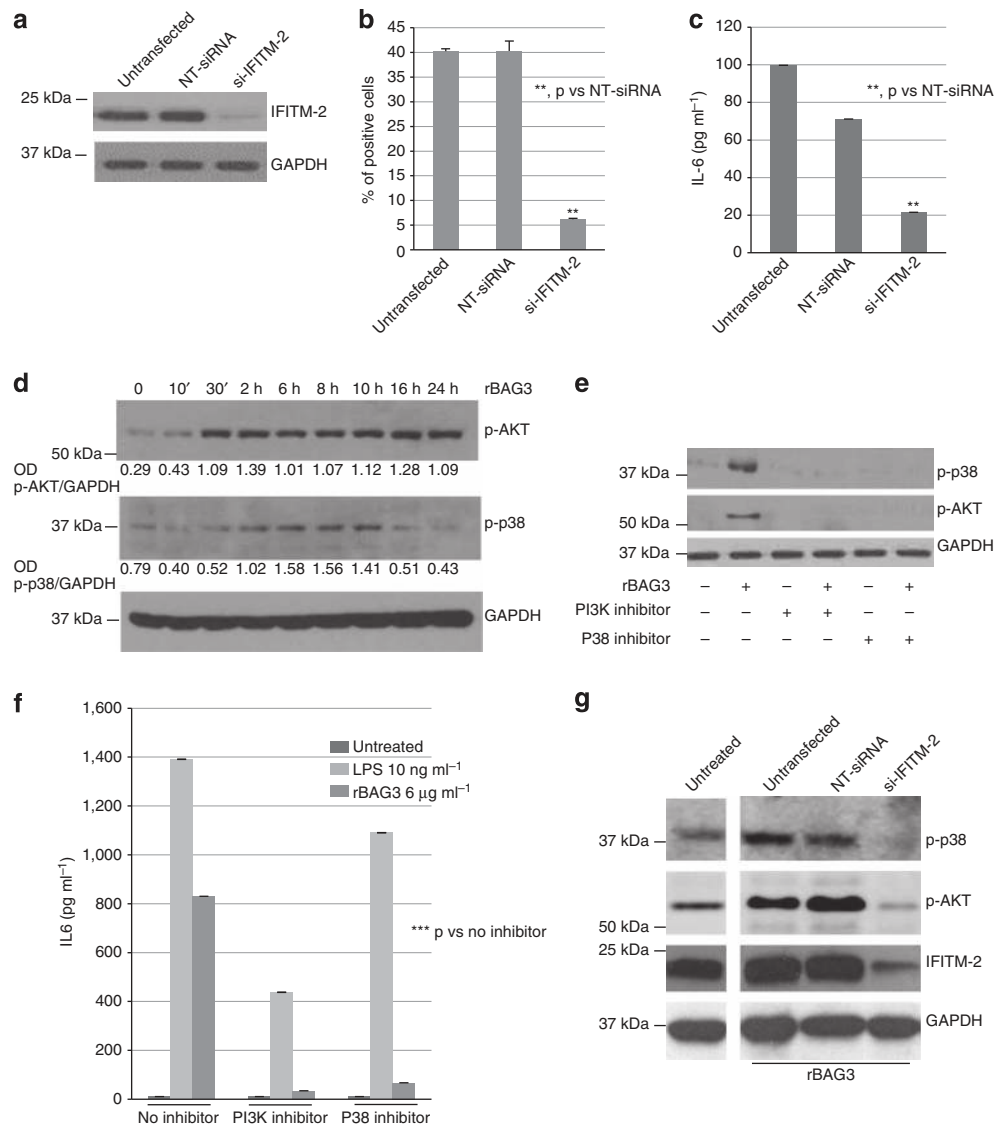 a
Untransfected
NT-siRNA
si-IFITM-2
25 kDa
IFITM-2
37 kDa
GAPDH
b
% of positive cells
45
40
35
30
25
20
15
10
5
0
**, p vs NT-siRNA
**
Untransfected
NT-siRNA
si-IFITM-2
c
IL-6 (pg ml⁻¹)
120
100
80
60
40
20
0
**, p vs NT-siRNA
**
Untransfected
NT-siRNA
si-IFITM-2
d
0 10′ 30′ 2 h 6 h 8 h 10 h 16 h 24 h rBAG3
p-AKT
50 kDa
OD 0.29 0.43 1.09 1.39 1.01 1.07 1.12 1.28 1.09
p-AKT/GAPDH
37 kDa
p-p38
OD 0.79 0.40 0.52 1.02 1.58 1.56 1.41 0.51 0.43
p-p38/GAPDH
37 kDa
GAPDH
e
37 kDa
p-p38
50 kDa
p-AKT
37 kDa
GAPDH
rBAG3 – + – + – +
PI3K inhibitor – – + + – –
P38 inhibitor – – – – + +
f
IL6 (pg ml⁻¹)
1,600
1,400
1,200
1,000
800
600
400
200
0
Untreated
LPS 10 ng ml⁻¹
rBAG3 6 μg ml⁻¹
*** p vs no inhibitor
No inhibitor PI3K inhibitor P38 inhibitor
g
Untreated
Untransfected
NT-siRNA
si-IFITM-2
37 kDa
p-p38
p-AKT
50 kDa
25 kDa
IFITM-2
37 kDa
GAPDH
rBAG3